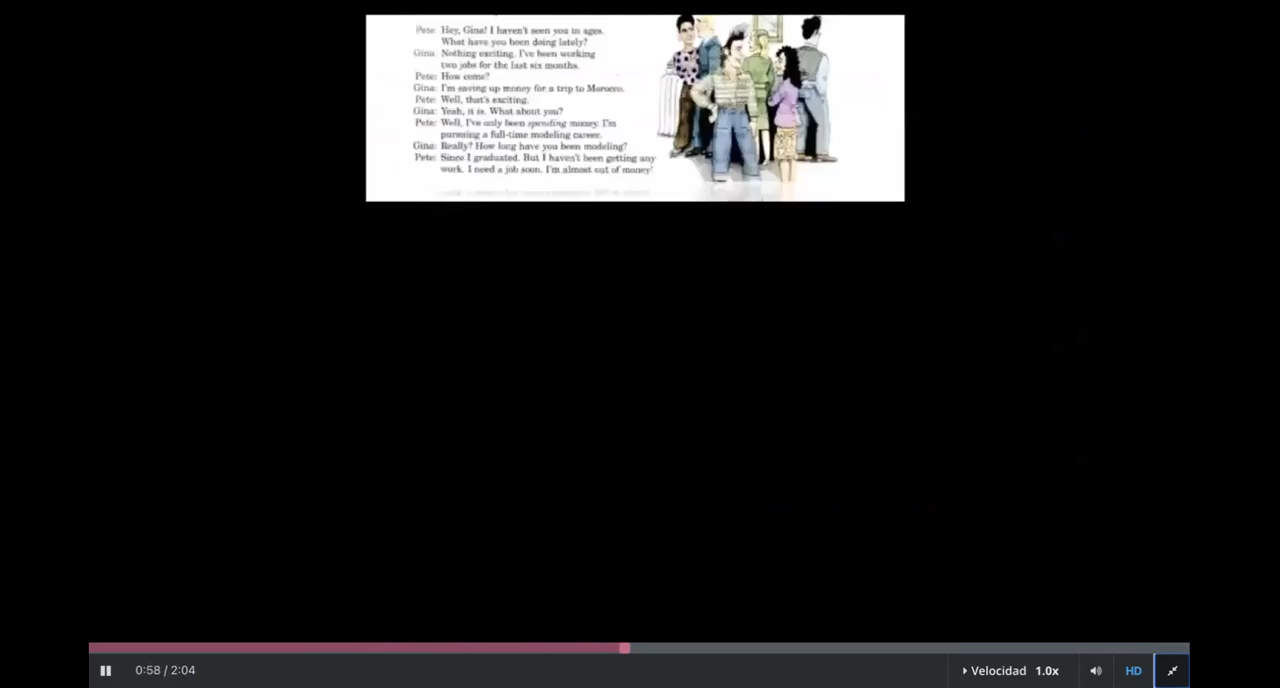 Pete: Hey, Gina! I haven't seen you in ages.
What have you been doing lately?
Gina: Nothing exciting. I've been working
two jobs for the last six months.
Pete: How come?
Gina: I'm saving up money for a trip to Morocco.
Pete: Well, that's exciting.
Gina: Yeah, it is. What about you?
Pete: Well, I've only been spending money. I'm
pursuing a full-time modeling career.
Gina: Really? How long have you been modeling?
Pete: Since I graduated. But I haven't been getting any
work. I need a job soon. I'm almost out of money!
0:58 / 2:04
Velocidad 1.0x
HD